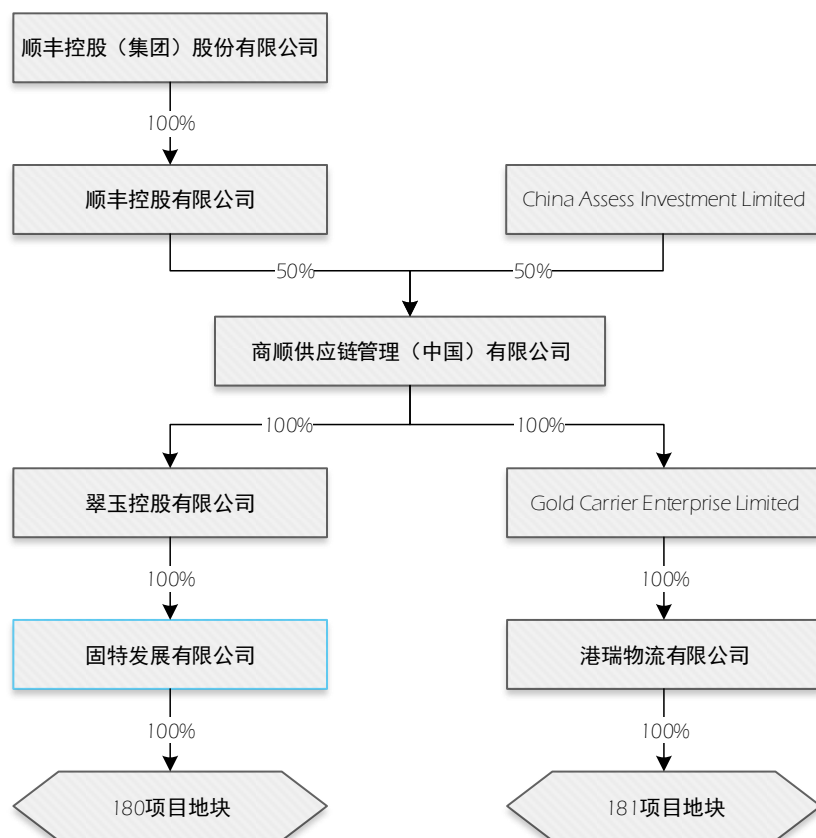 顺丰控股（集团）股份有限公司
100%
顺丰控股有限公司
China Assess Investment Limited
50%
50%
商顺供应链管理（中国）有限公司
100%
100%
翠玉控股有限公司
Gold Carrier Enterprise Limited
100%
100%
固特发展有限公司
港瑞物流有限公司
100%
100%
180项目地块
181项目地块